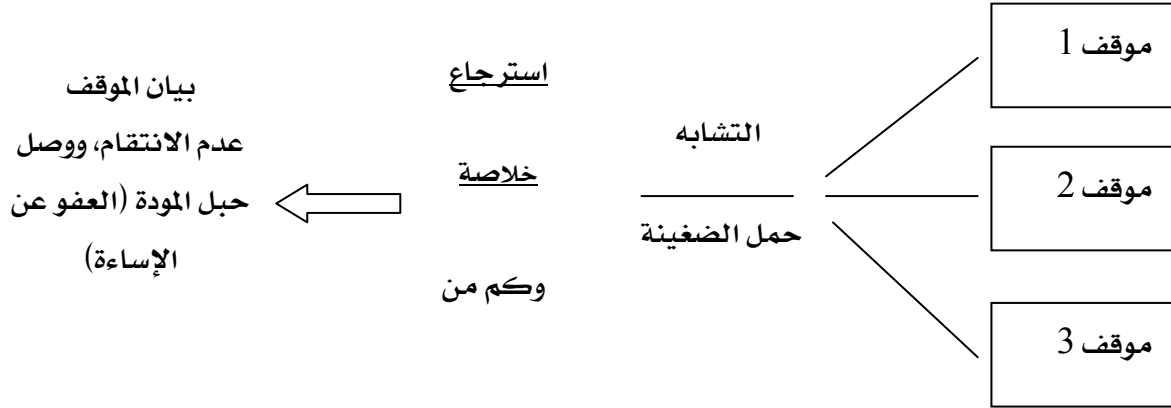 موقف 1
موقف 2
موقف 3
التشابه
حمل الضغينة
استرجاع
خلاصة
وكم من
بيان الموقف
عدم الانتقام، ووصل
حبل المودة (العفو عن
الإساءة)